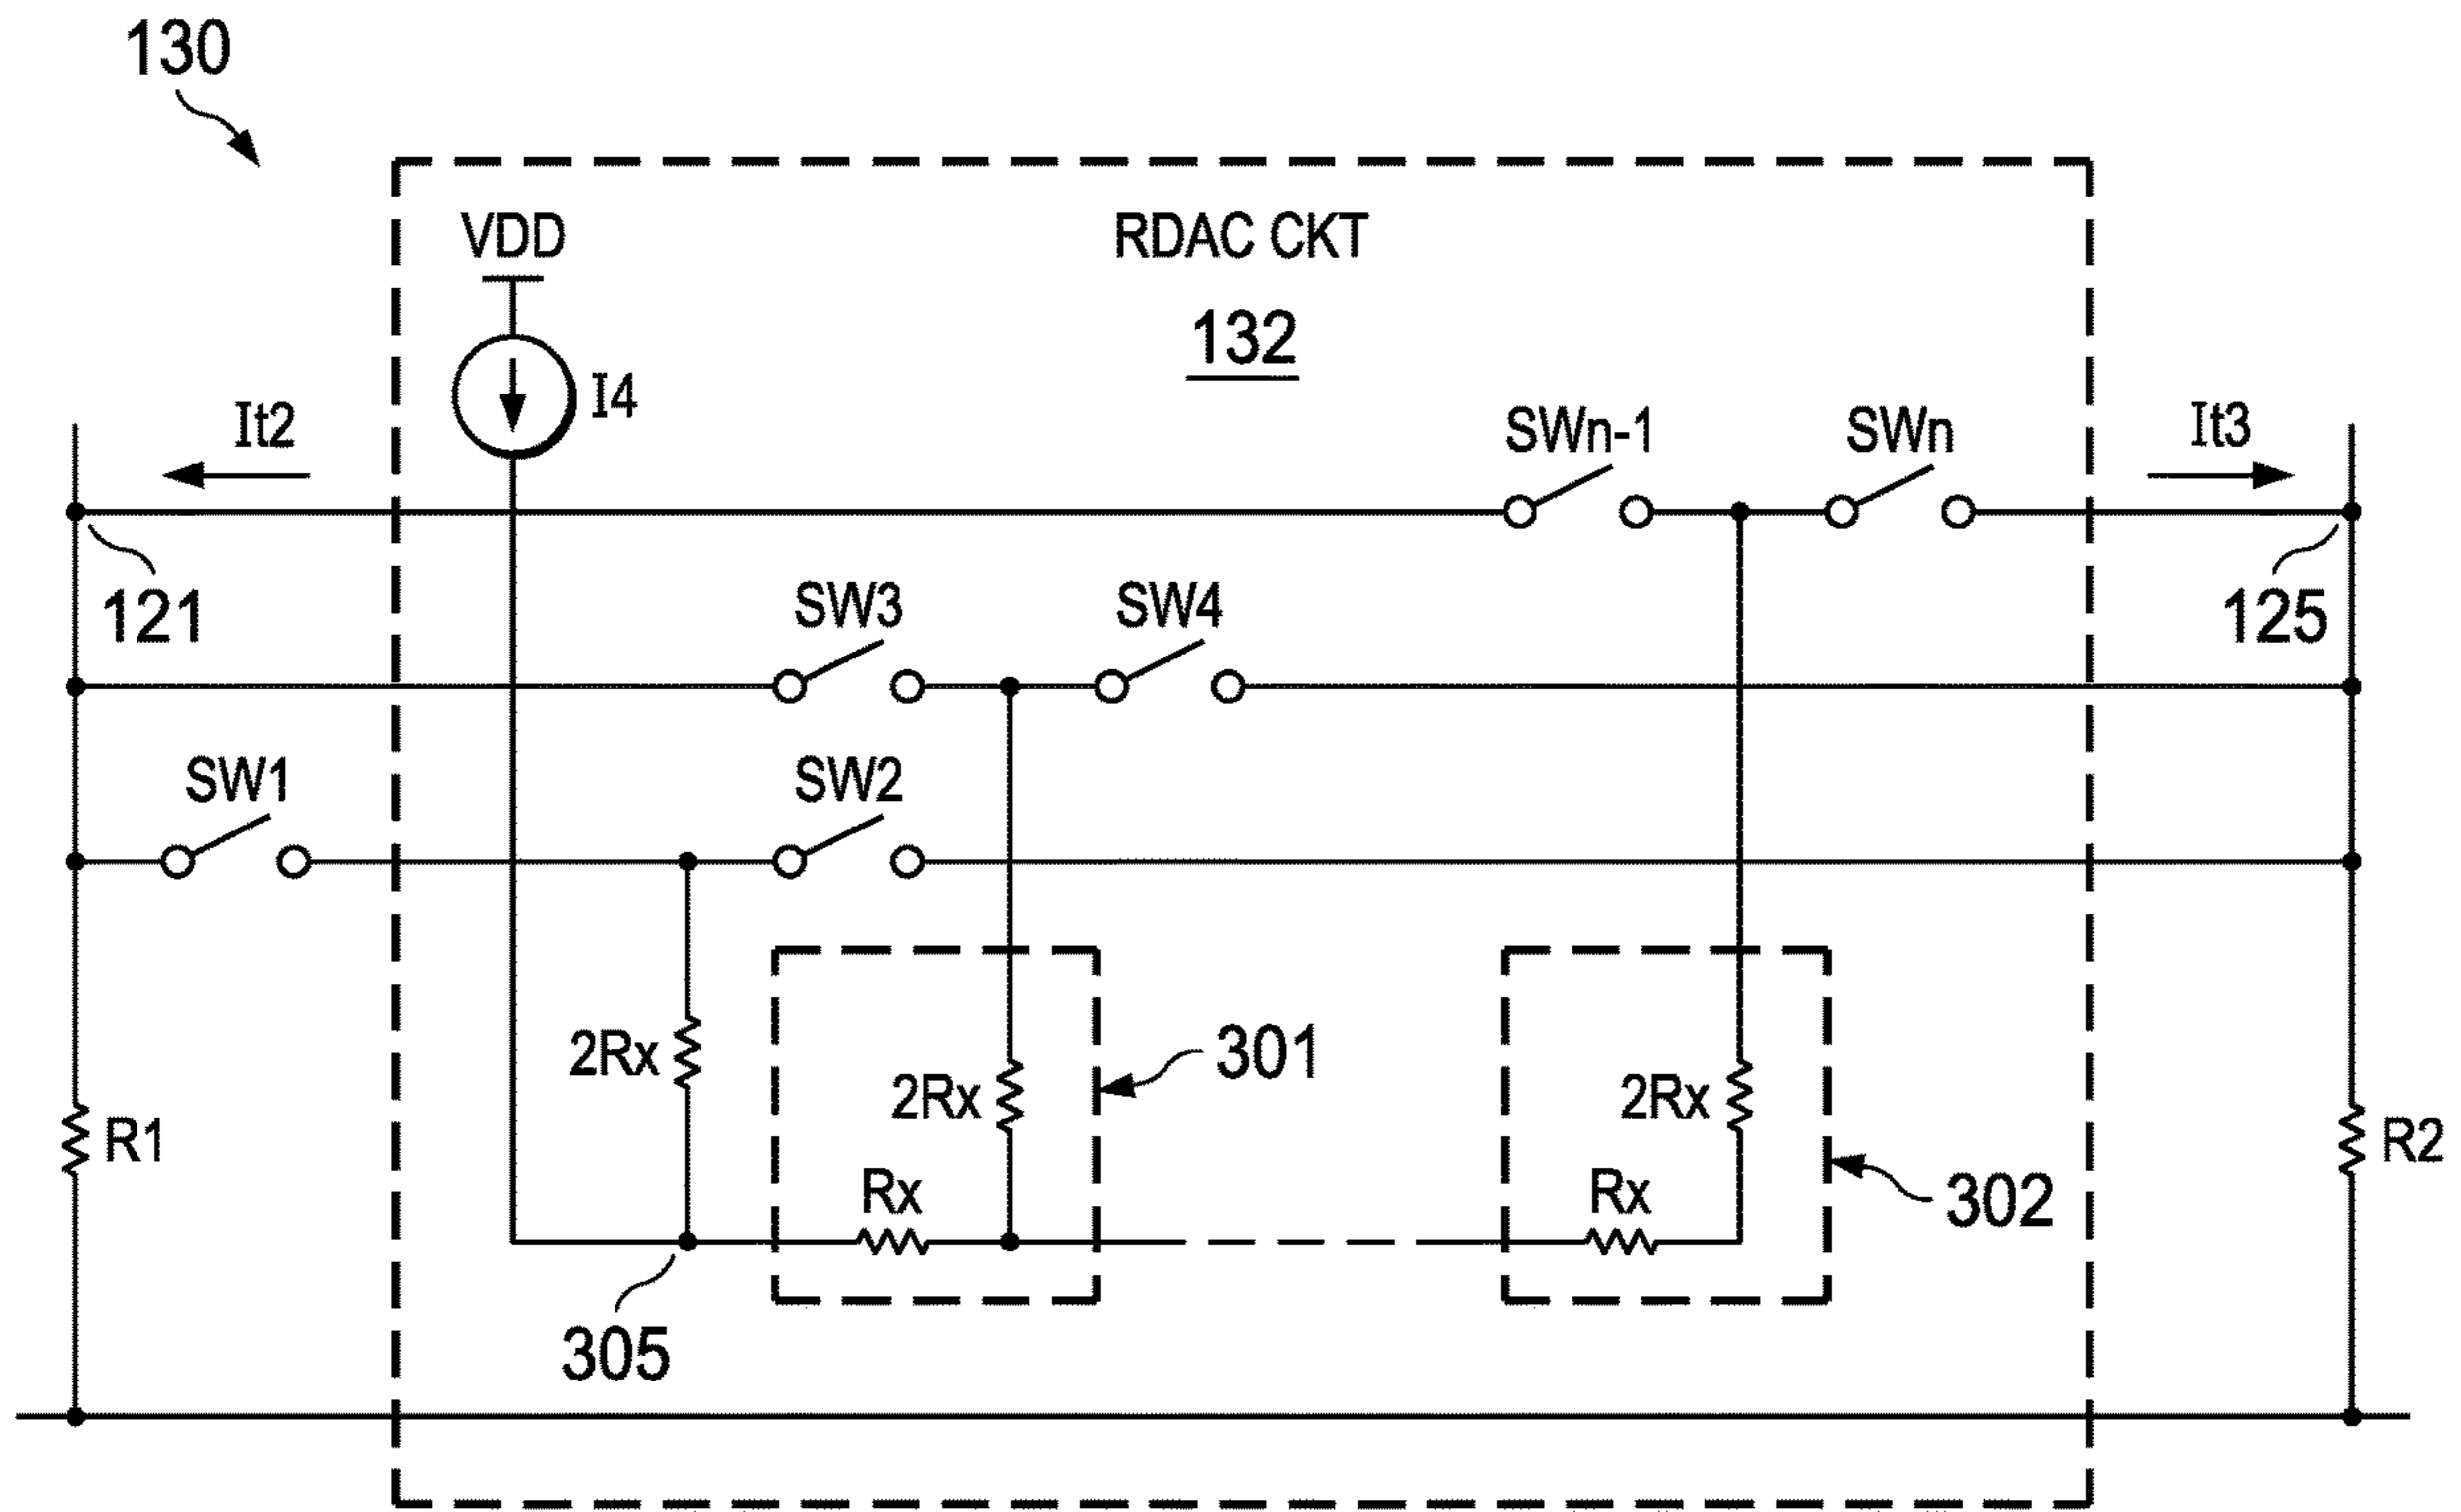 130
VDD
RDAC CKT
132
I4
It2
SWn-1
SWn
It3
121
SW3
SW4
125
SW1
SW2
2Rx
2Rx
301
2Rx
R1
Rx
Rx
302
R2
305